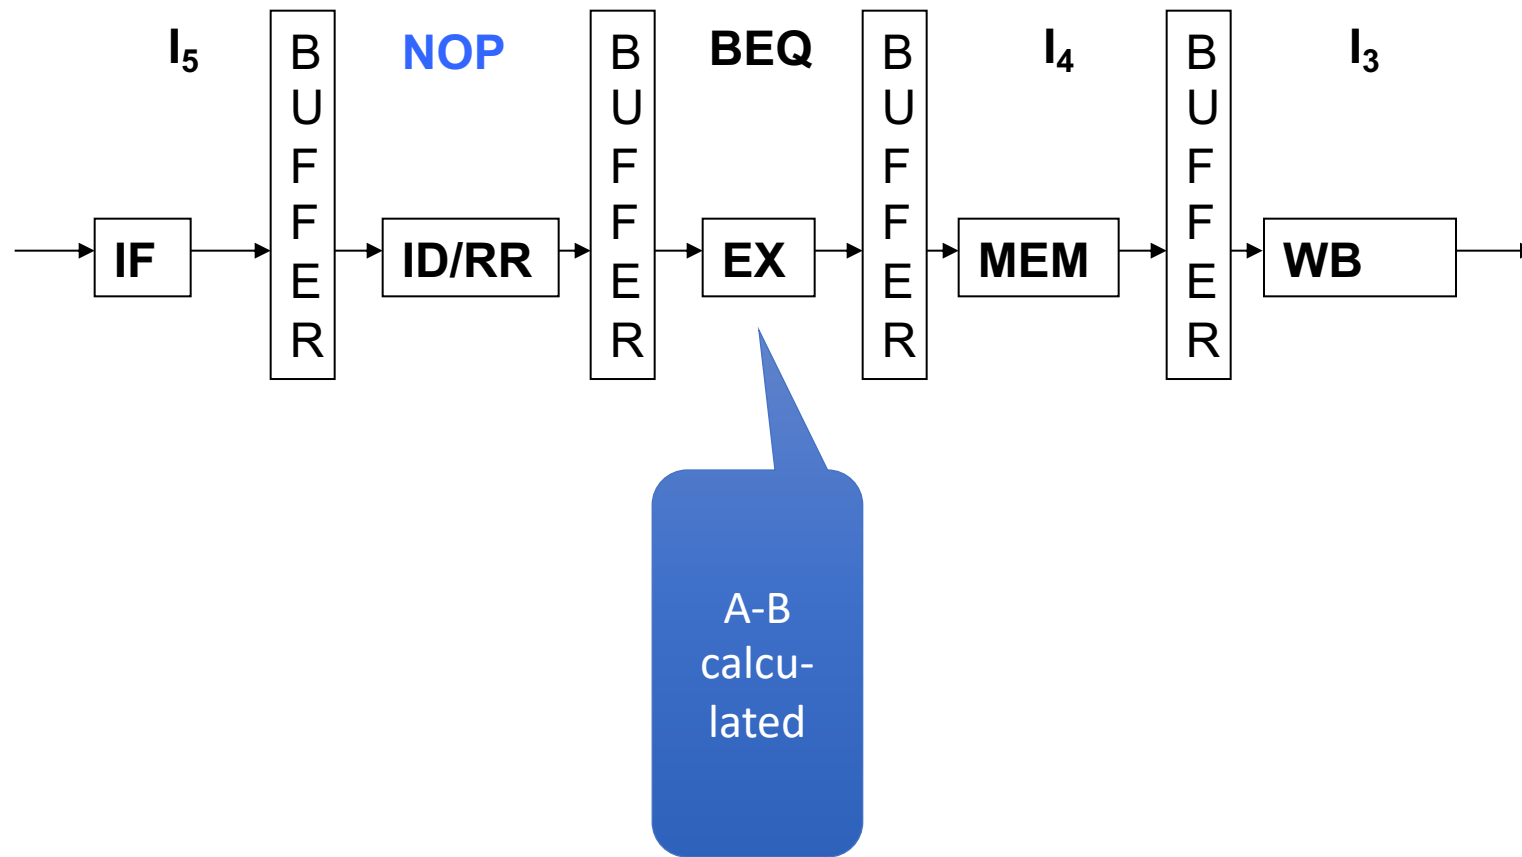 I₅ NOP BEQ I₄ I₃
BUFFER
BUFFER
BUFFER
BUFFER
IF ID/RR EX MEM WB
A-B
calcu-
lated